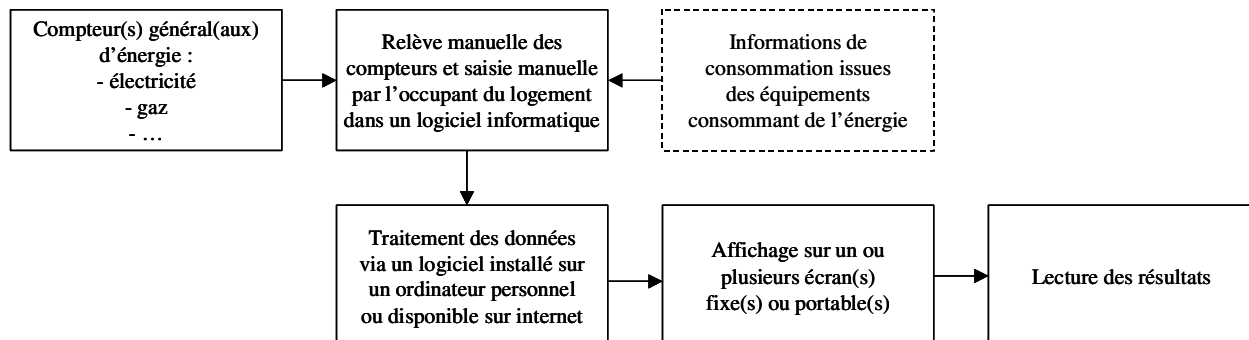 Compteur(s) général(aux)
d’énergie :
- électricité
- gaz
- …
Relève manuelle des
compteurs et saisie manuelle
par l’occupant du logement
dans un logiciel informatique
Informations de
consommation issues
des équipements
consommant de l’énergie
Traitement des données
via un logiciel installé sur
un ordinateur personnel
ou disponible sur internet
Affichage sur un ou
plusieurs écran(s)
fixe(s) ou portable(s)
Lecture des résultats